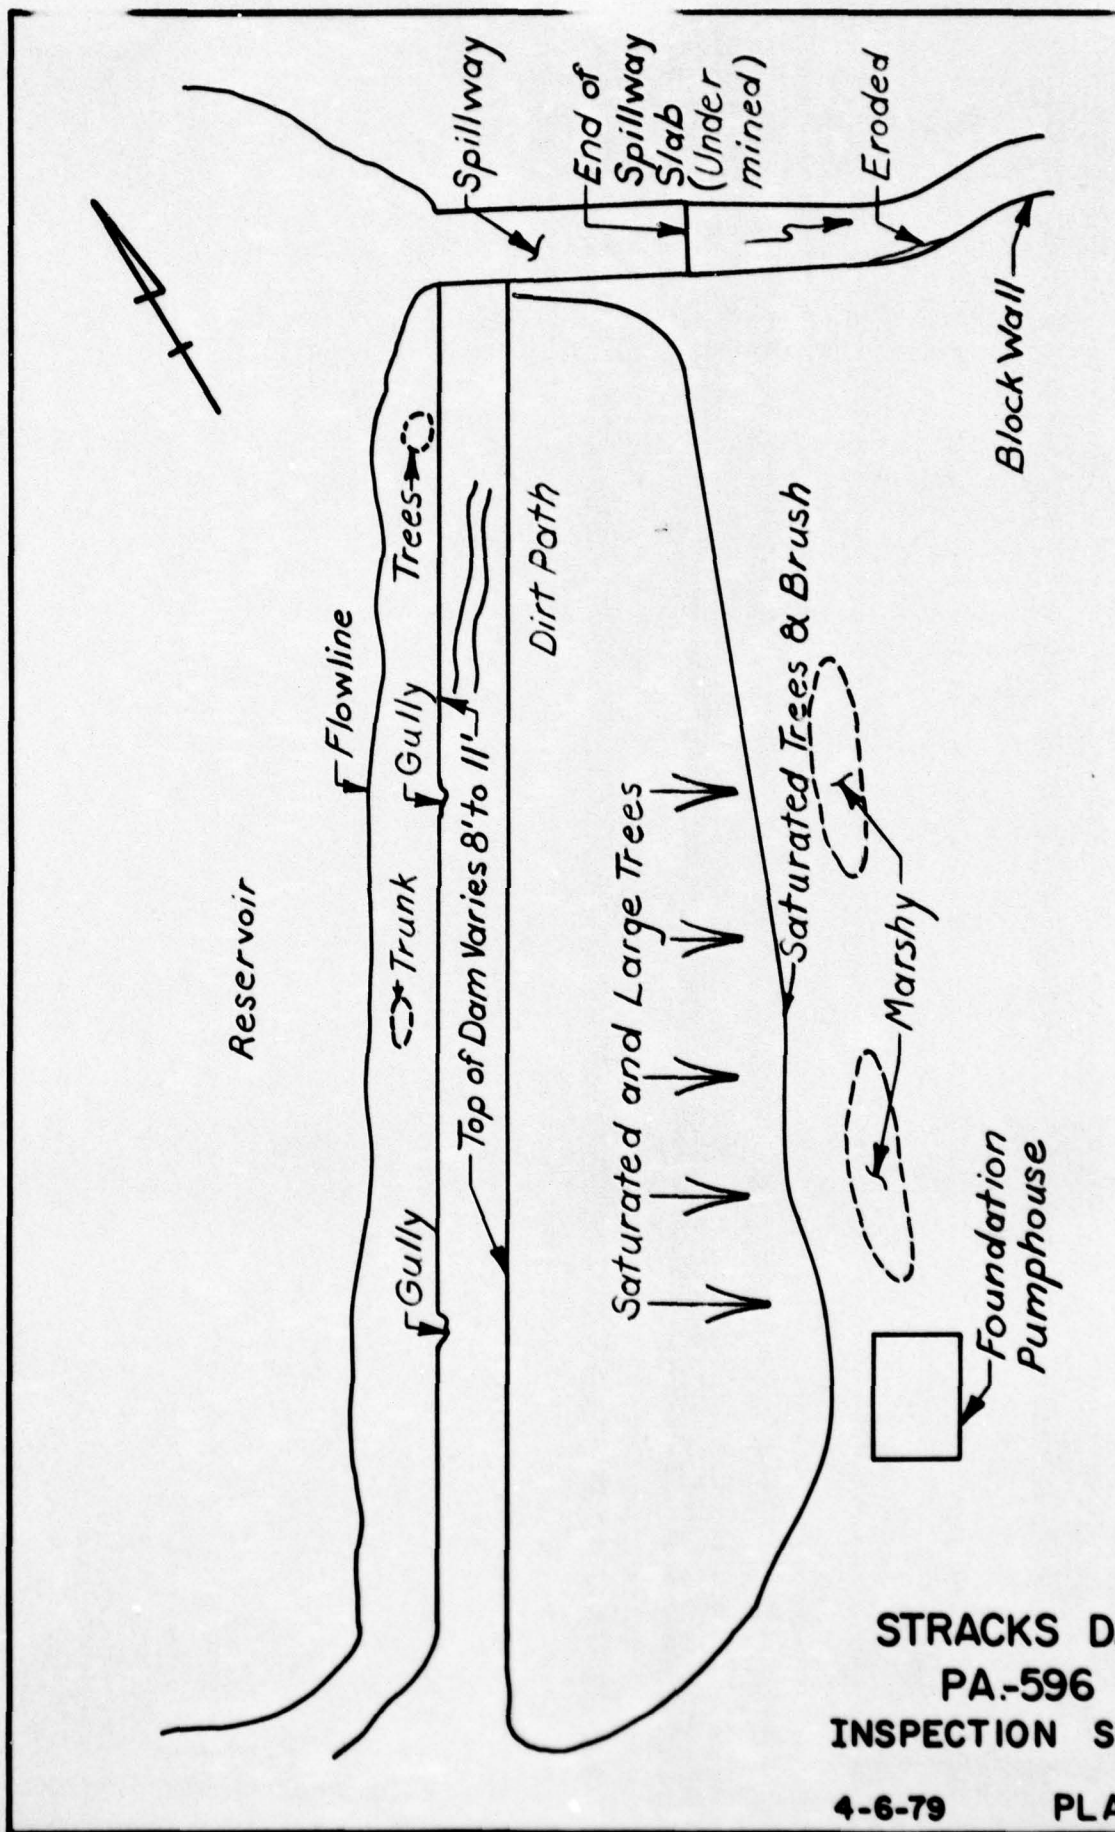 Spillway
End of
Spillway
Slab
(Under
mined)
Eroded
Block Wall
Trees
Dirt Path
Flowline
Gully
Saturated Trees & Brush
Reservoir
Trunk
Top of Dam Varies 8' to 11'
Saturated and Large Trees
Marshy
Gully
Foundation
Pumphouse
STRACKS D
PA.-596
INSPECTION S
4-6-79 PLA